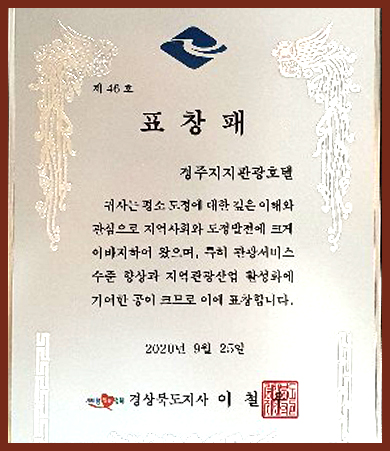 제 46 호
표 창 패
경주지지관광호텔
귀사는 평소 도정에 대한 깊은 이해와
관심으로 지역사회와 도정발전에 크게
이바지하여 왔으며, 특히 관광서비스
수준 향상과 지역관광산업 활성화에
기여한 공이 크므로 이에 표창합니다.
2020년 9월 25일
경상북도지사 이 철